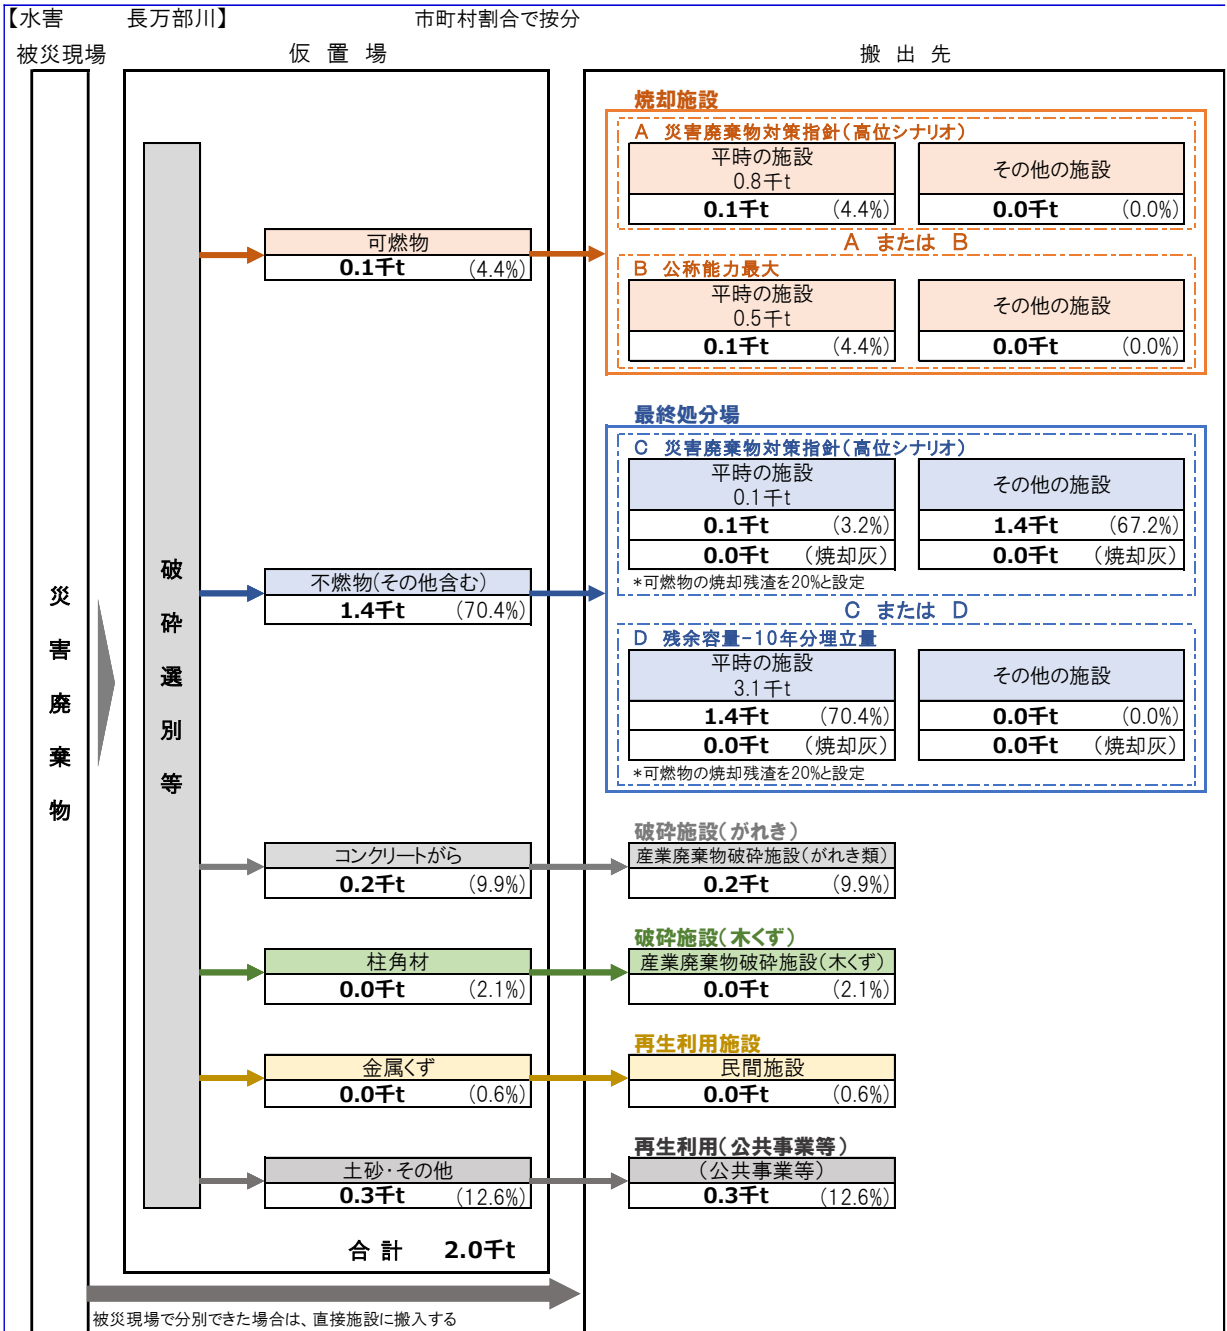 【水害　長万部川】　市町村割合で按分
被災現場　仮置場　搬出先
災害廃棄物
破砕選別等
焼却施設
A 災害廃棄物対策指針(高位シナリオ)
平時の施設　その他の施設
0.8千t
0.1千t (4.4%)　0.0千t (0.0%)
A または B
可燃物
0.1千t (4.4%)
B 公称能力最大
平時の施設　その他の施設
0.5千t
0.1千t (4.4%)　0.0千t (0.0%)
最終処分場
C 災害廃棄物対策指針(高位シナリオ)
平時の施設　その他の施設
0.1千t
0.1千t (3.2%)　1.4千t (67.2%)
0.0千t (焼却灰)　0.0千t (焼却灰)
*可燃物の焼却残渣を20%と設定
不燃物(その他含む)
1.4千t (70.4%)
C または D
D 残余容量-10年分埋立量
平時の施設　その他の施設
3.1千t
1.4千t (70.4%)　0.0千t (0.0%)
0.0千t (焼却灰)　0.0千t (焼却灰)
*可燃物の焼却残渣を20%と設定
破砕施設(がれき)
コンクリートがら　産業廃棄物破砕施設(がれき類)
0.2千t (9.9%)　0.2千t (9.9%)
破砕施設(木くず)
柱角材　産業廃棄物破砕施設(木くず)
0.0千t (2.1%)　0.0千t (2.1%)
再生利用施設
金属くず　民間施設
0.0千t (0.6%)　0.0千t (0.6%)
再生利用(公共事業等)
土砂･その他　(公共事業等)
0.3千t (12.6%)　0.3千t (12.6%)
合計 2.0千t
被災現場で分別できた場合は、直接施設に搬入する